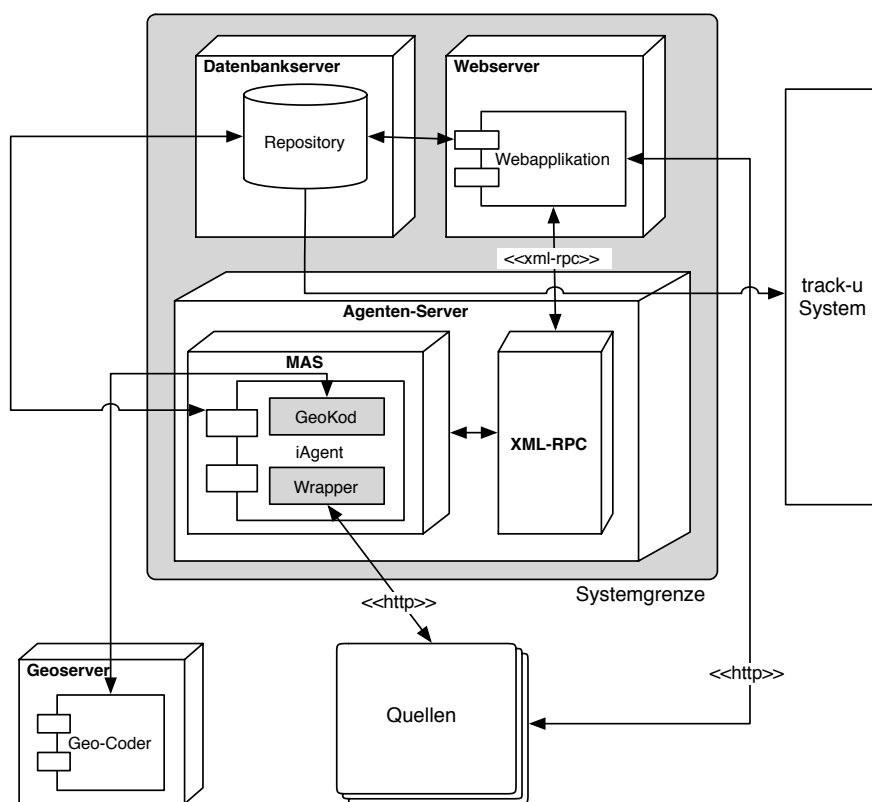 Datenbankserver
Webserver
Repository
Webapplikation
<<xml-rpc>>
track-u
System
Agenten-Server
MAS
GeoKod
iAgent
Wrapper
XML-RPC
Systemgrenze
<<http>>
<<http>>
Geoserver
Geo-Coder
Quellen